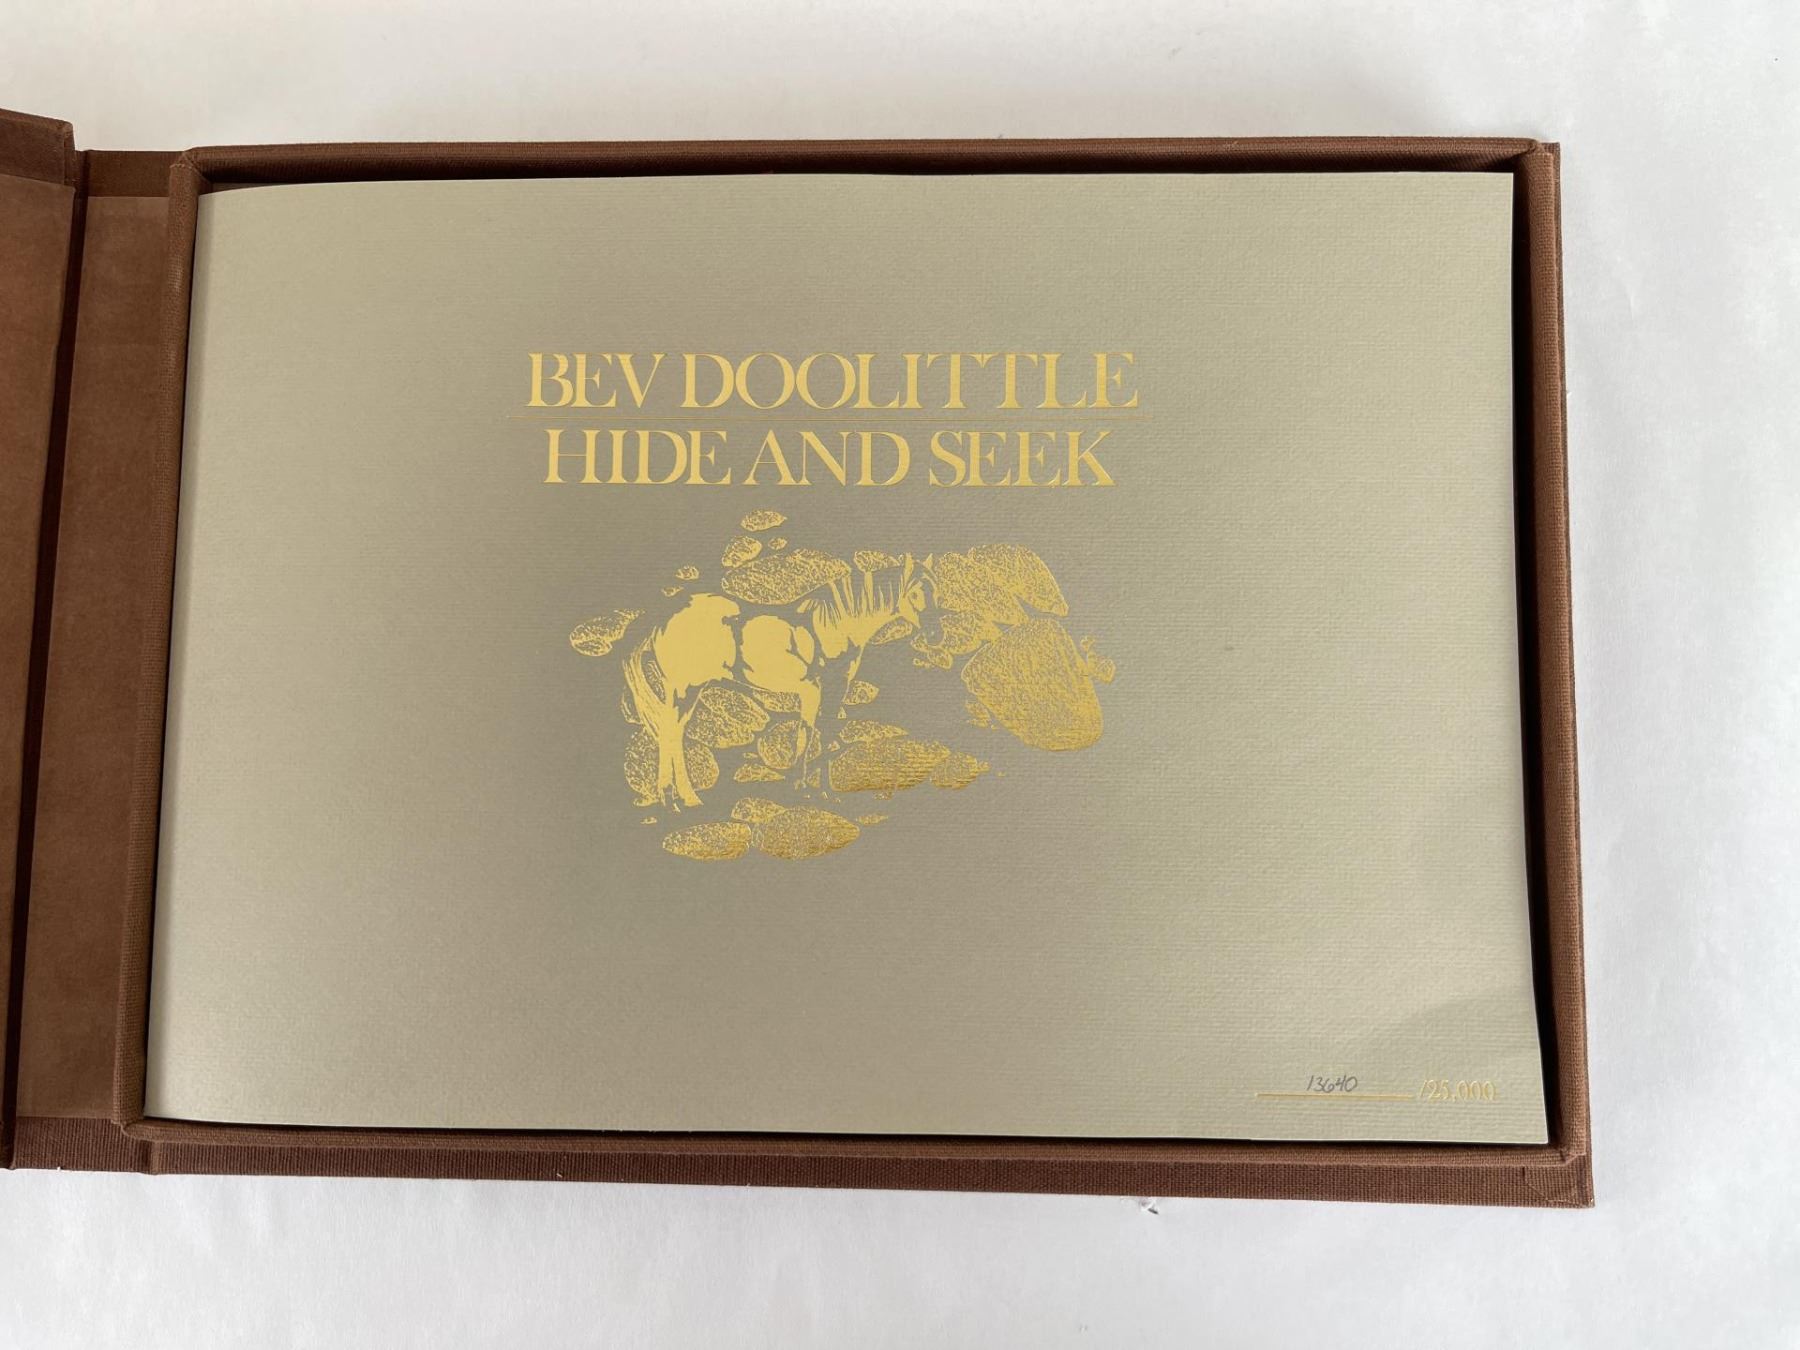 BEV DOOLITTLE
HIDE AND SEEK
13640 /25,000